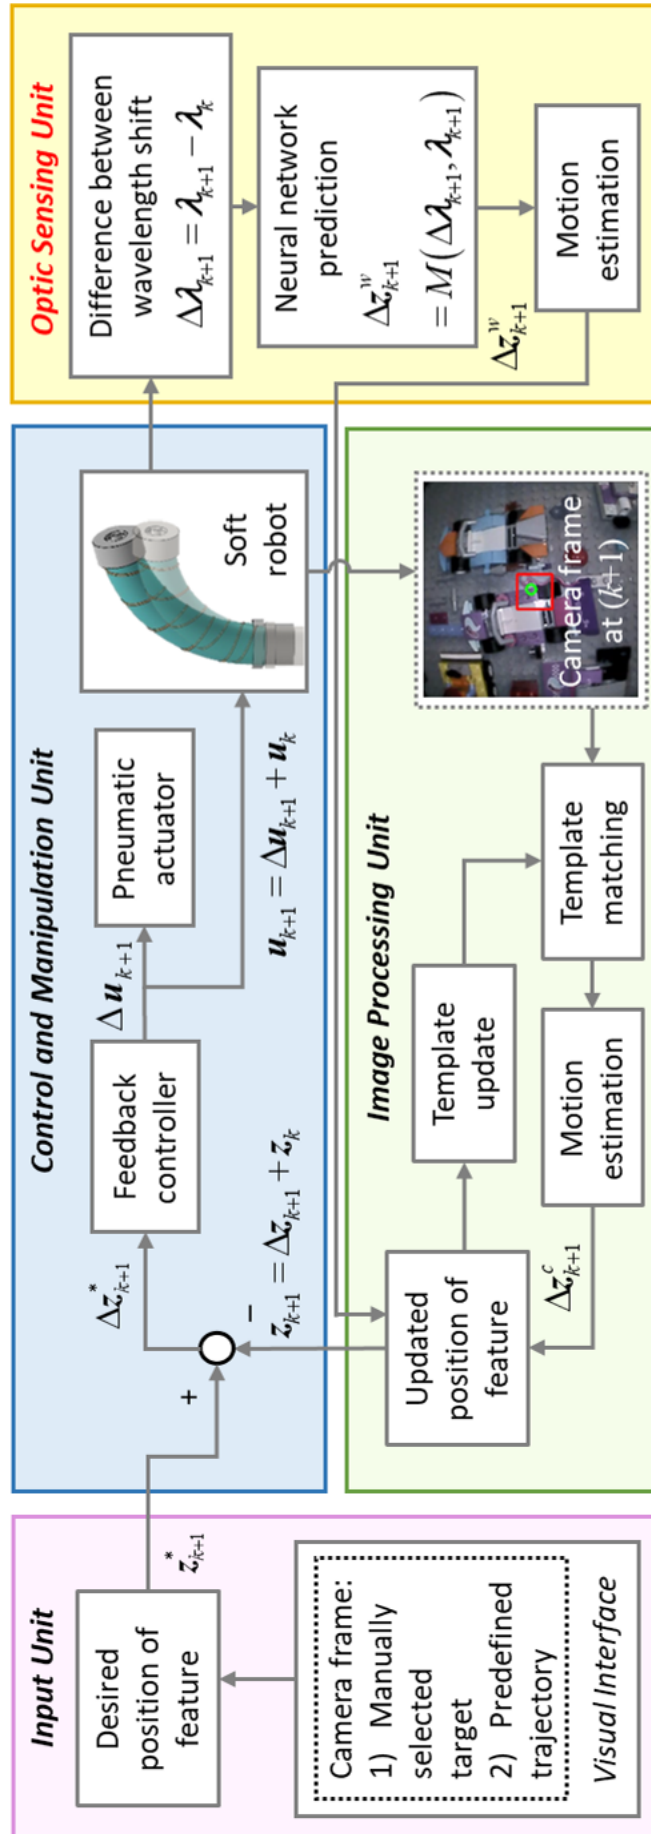 Input Unit
Desired
position of
feature
z*ₖ₊₁
Camera frame:
1) Manually
selected
target
2) Predefined
trajectory
Visual Interface
Control and Manipulation Unit
+
−
Δz*ₖ₊₁
Feedback
controller
Δuₖ₊₁
Pneumatic
actuator
uₖ₊₁ = Δuₖ₊₁ + uₖ
Soft
robot
zₖ₊₁ = Δzₖ₊₁ + zₖ
Image Processing Unit
Updated
position of
feature
Template
update
Template
matching
Motion
estimation
Δzᶜₖ₊₁
Camera frame
at (k+1)
Optic Sensing Unit
Difference between
wavelength shift
Δλₖ₊₁ = λₖ₊₁ − λₖ
Neural network
prediction
Δzʷₖ₊₁
= M(Δλₖ₊₁, λₖ₊₁)
Motion
estimation
Δzʷₖ₊₁